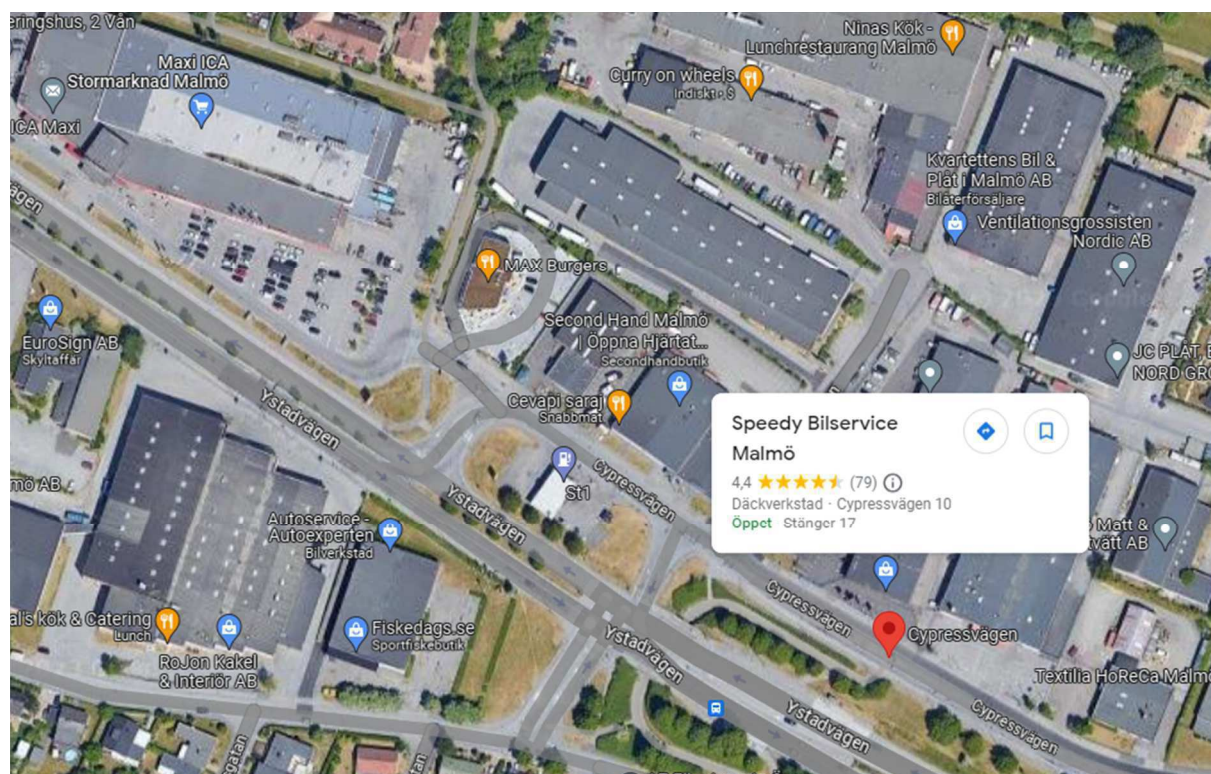 eringshus, 2 Vån
Maxi ICA
Stormarknad Malmö
ICA Maxi
Ninas Kök -
Lunchrestaurang Malmö
Curry on wheels
Indiskt · $
Kvartettens Bil &
Plåt i Malmö AB
Bilåterförsäljare
Ventilationsgrossisten
Nordic AB
vägen
MAX Burgers
EuroSign AB
Skyltaffär
Second Hand Malmö
| Öppna Hjärtat...
Secondhandbutik
JC PLÅT,
NORD
Cevapi saraj
Snabbmat
Ystadvägen
Speedy Bilservice
Malmö
4,4
(79)
Däckverkstad · Cypressvägen 10
Öppet Stänger 17
Cypressvägen
St1
mö AB
Ystadvägen
Autoservice -
Autoexperten
Bilverkstad
Matt &
tvätt AB
Cypressvägen
al's kök & Catering
Lunch
RoJon Kakel
& Interiör AB
Fiskedags.se
Sportfiskebutik
Ystadvägen
Cypressvägen
Textilia HoReCa Malmö
Ystadvägen
Cypressvägen
gatan